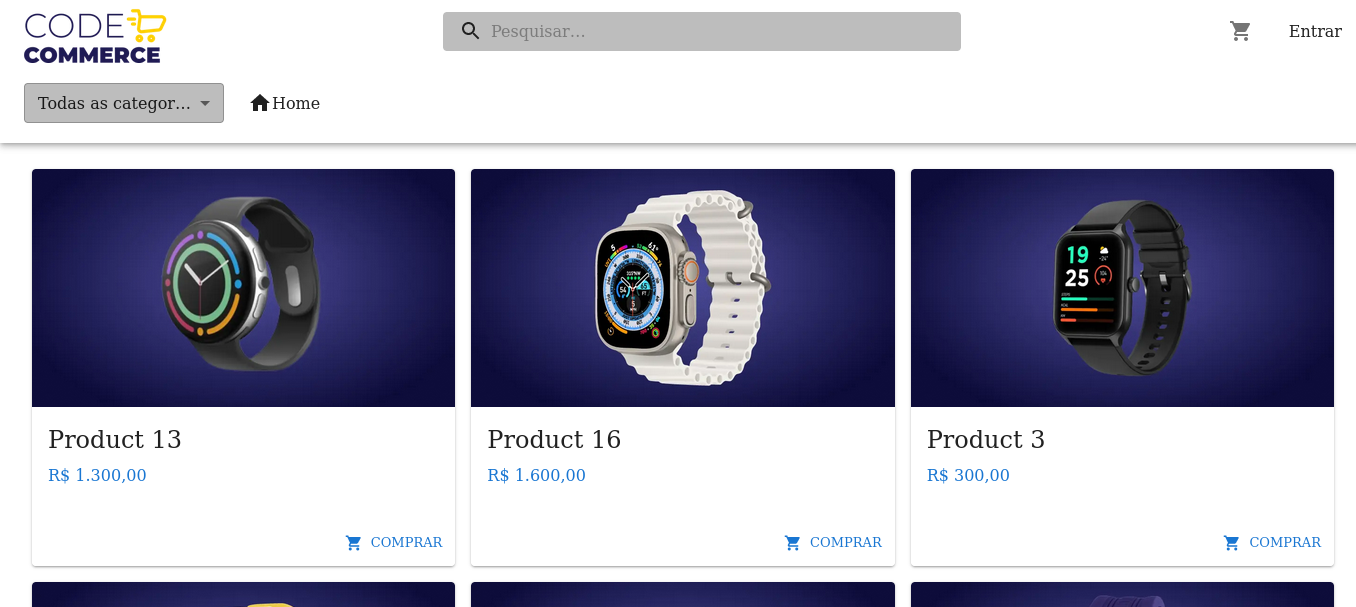 CODE
COMMERCE
Pesquisar...
Entrar
Todas as categor...
Home
Product 13
R$ 1.300,00
COMPRAR
Product 16
R$ 1.600,00
COMPRAR
19
25
Product 3
R$ 300,00
COMPRAR